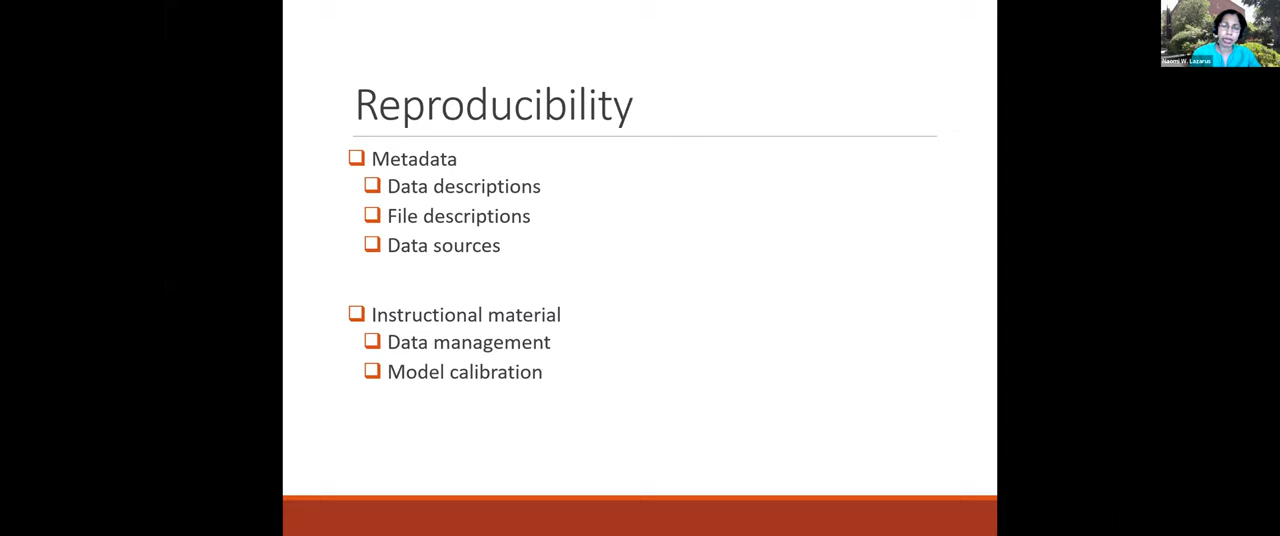 Naomi W. Lazarus
Reproducibility
Metadata
Data descriptions
File descriptions
Data sources
Instructional material
Data management
Model calibration